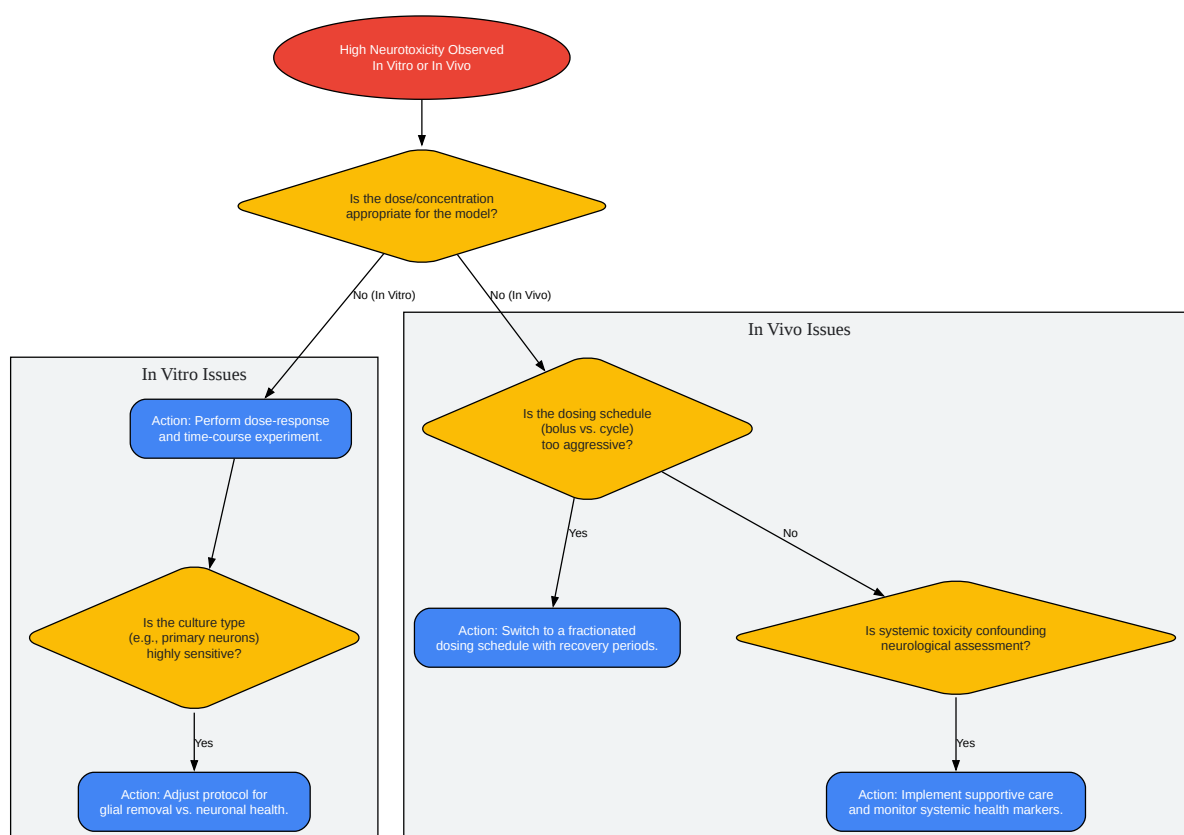 High Neurotoxicity Observed
In Vitro or In Vivo
Is the dose/concentration
appropriate for the model?
No (In Vitro)
No (In Vivo)
In Vitro Issues
Action: Perform dose-response
and time-course experiment.
Is the culture type
(e.g., primary neurons)
highly sensitive?
Yes
Action: Adjust protocol for
glial removal vs. neuronal health.
In Vivo Issues
Is the dosing schedule
(bolus vs. cycle)
too aggressive?
Yes
No
Action: Switch to a fractionated
dosing schedule with recovery periods.
Is systemic toxicity confounding
neurological assessment?
Yes
Action: Implement supportive care
and monitor systemic health markers.